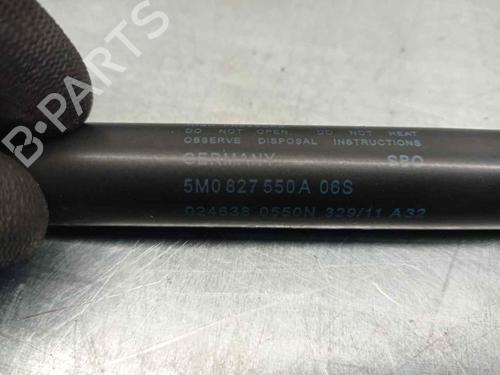 DO NOT OPEN. DO NOT HEAT
OBSERVE DISPOSAL INSTRUCTIONS
GERMANY SBO
5M0 827 550 A 06S
024638 0550N 329/11 A32
B-PARTS